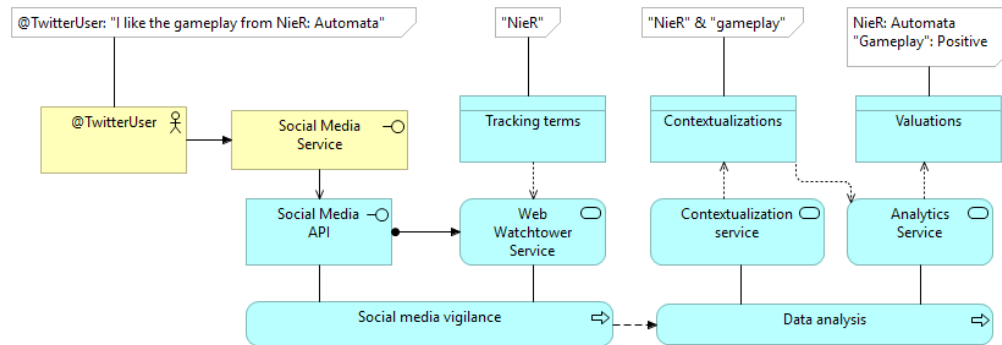 @TwitterUser: "I like the gameplay from NieR: Automata"
"NieR"
"NieR" & "gameplay"
NieR: Automata
"Gameplay": Positive
@TwitterUser
Social Media
Service
Tracking terms
Contextualizations
Valuations
Social Media
API
Web
Watchtower
Service
Contextualization
service
Analytics
Service
Social media vigilance
Data analysis